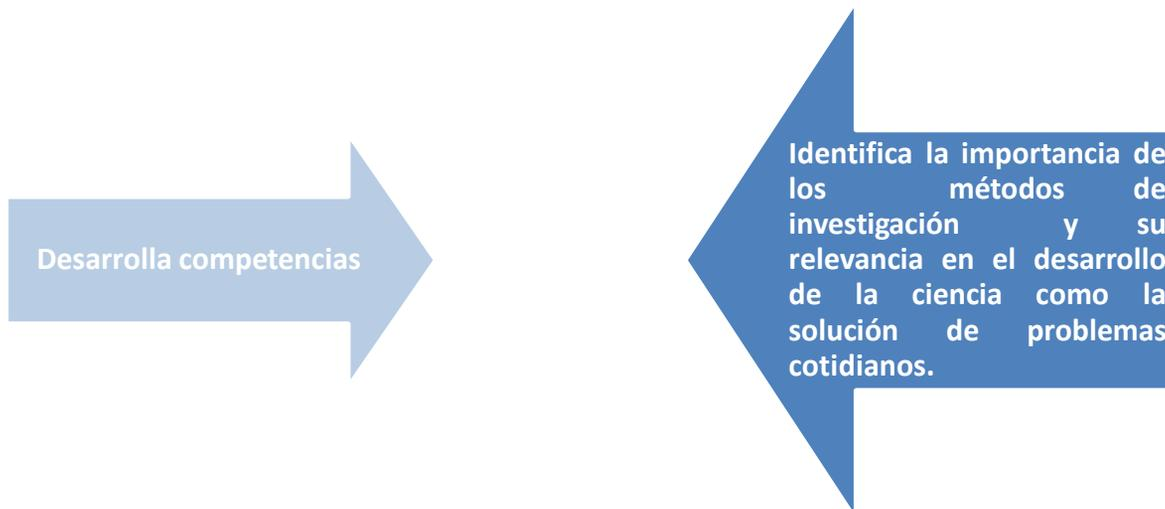 Desarrolla competencias
Identifica la importancia de
los métodos de
investigación y su
relevancia en el desarrollo
de la ciencia como la
solución de problemas
cotidianos.